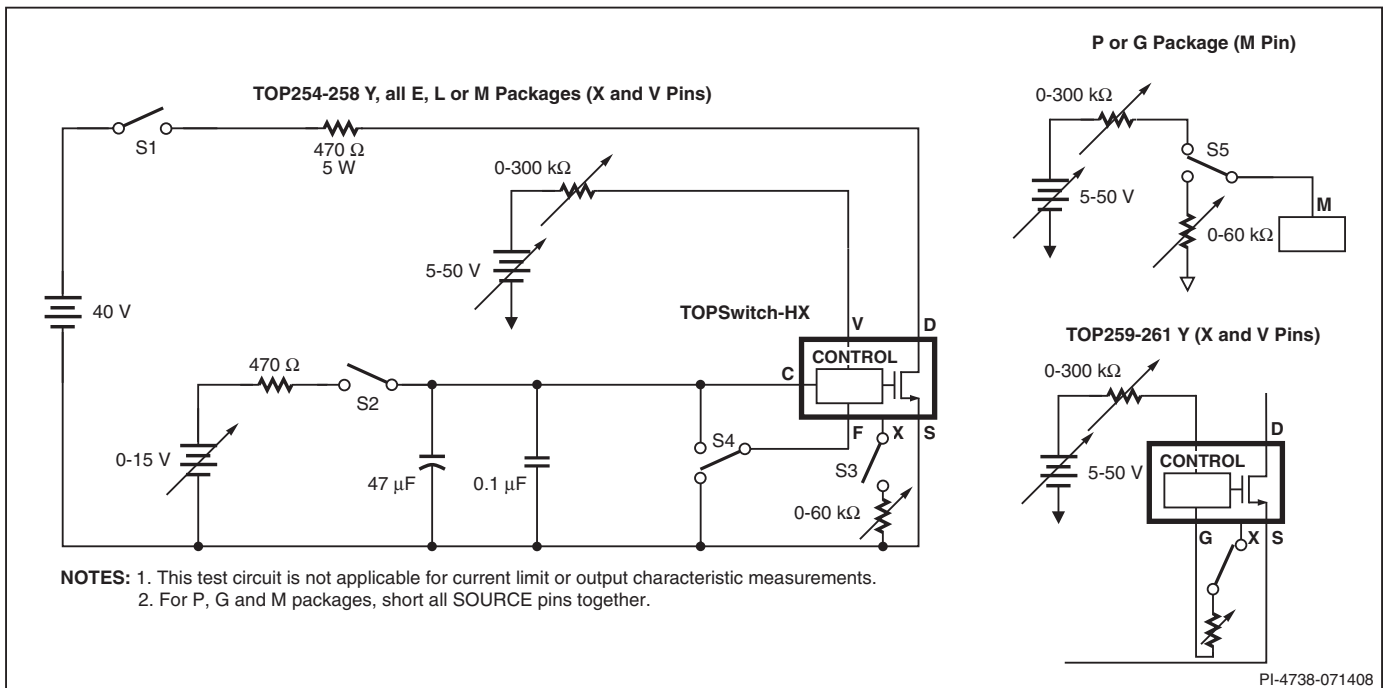 TOP254-258 Y, all E, L or M Packages (X and V Pins)
S1
470 Ω
5 W
0-300 kΩ
5-50 V
40 V
TOPSwitch-HX
V
D
CONTROL
C
470 Ω
S2
F
X
S
S4
S3
0-15 V
47 μF
0.1 μF
0-60 kΩ
NOTES: 1. This test circuit is not applicable for current limit or output characteristic measurements.
2. For P, G and M packages, short all SOURCE pins together.
P or G Package (M Pin)
0-300 kΩ
S5
5-50 V
M
0-60 kΩ
TOP259-261 Y (X and V Pins)
0-300 kΩ
D
5-50 V
CONTROL
G
X
S
PI-4738-071408